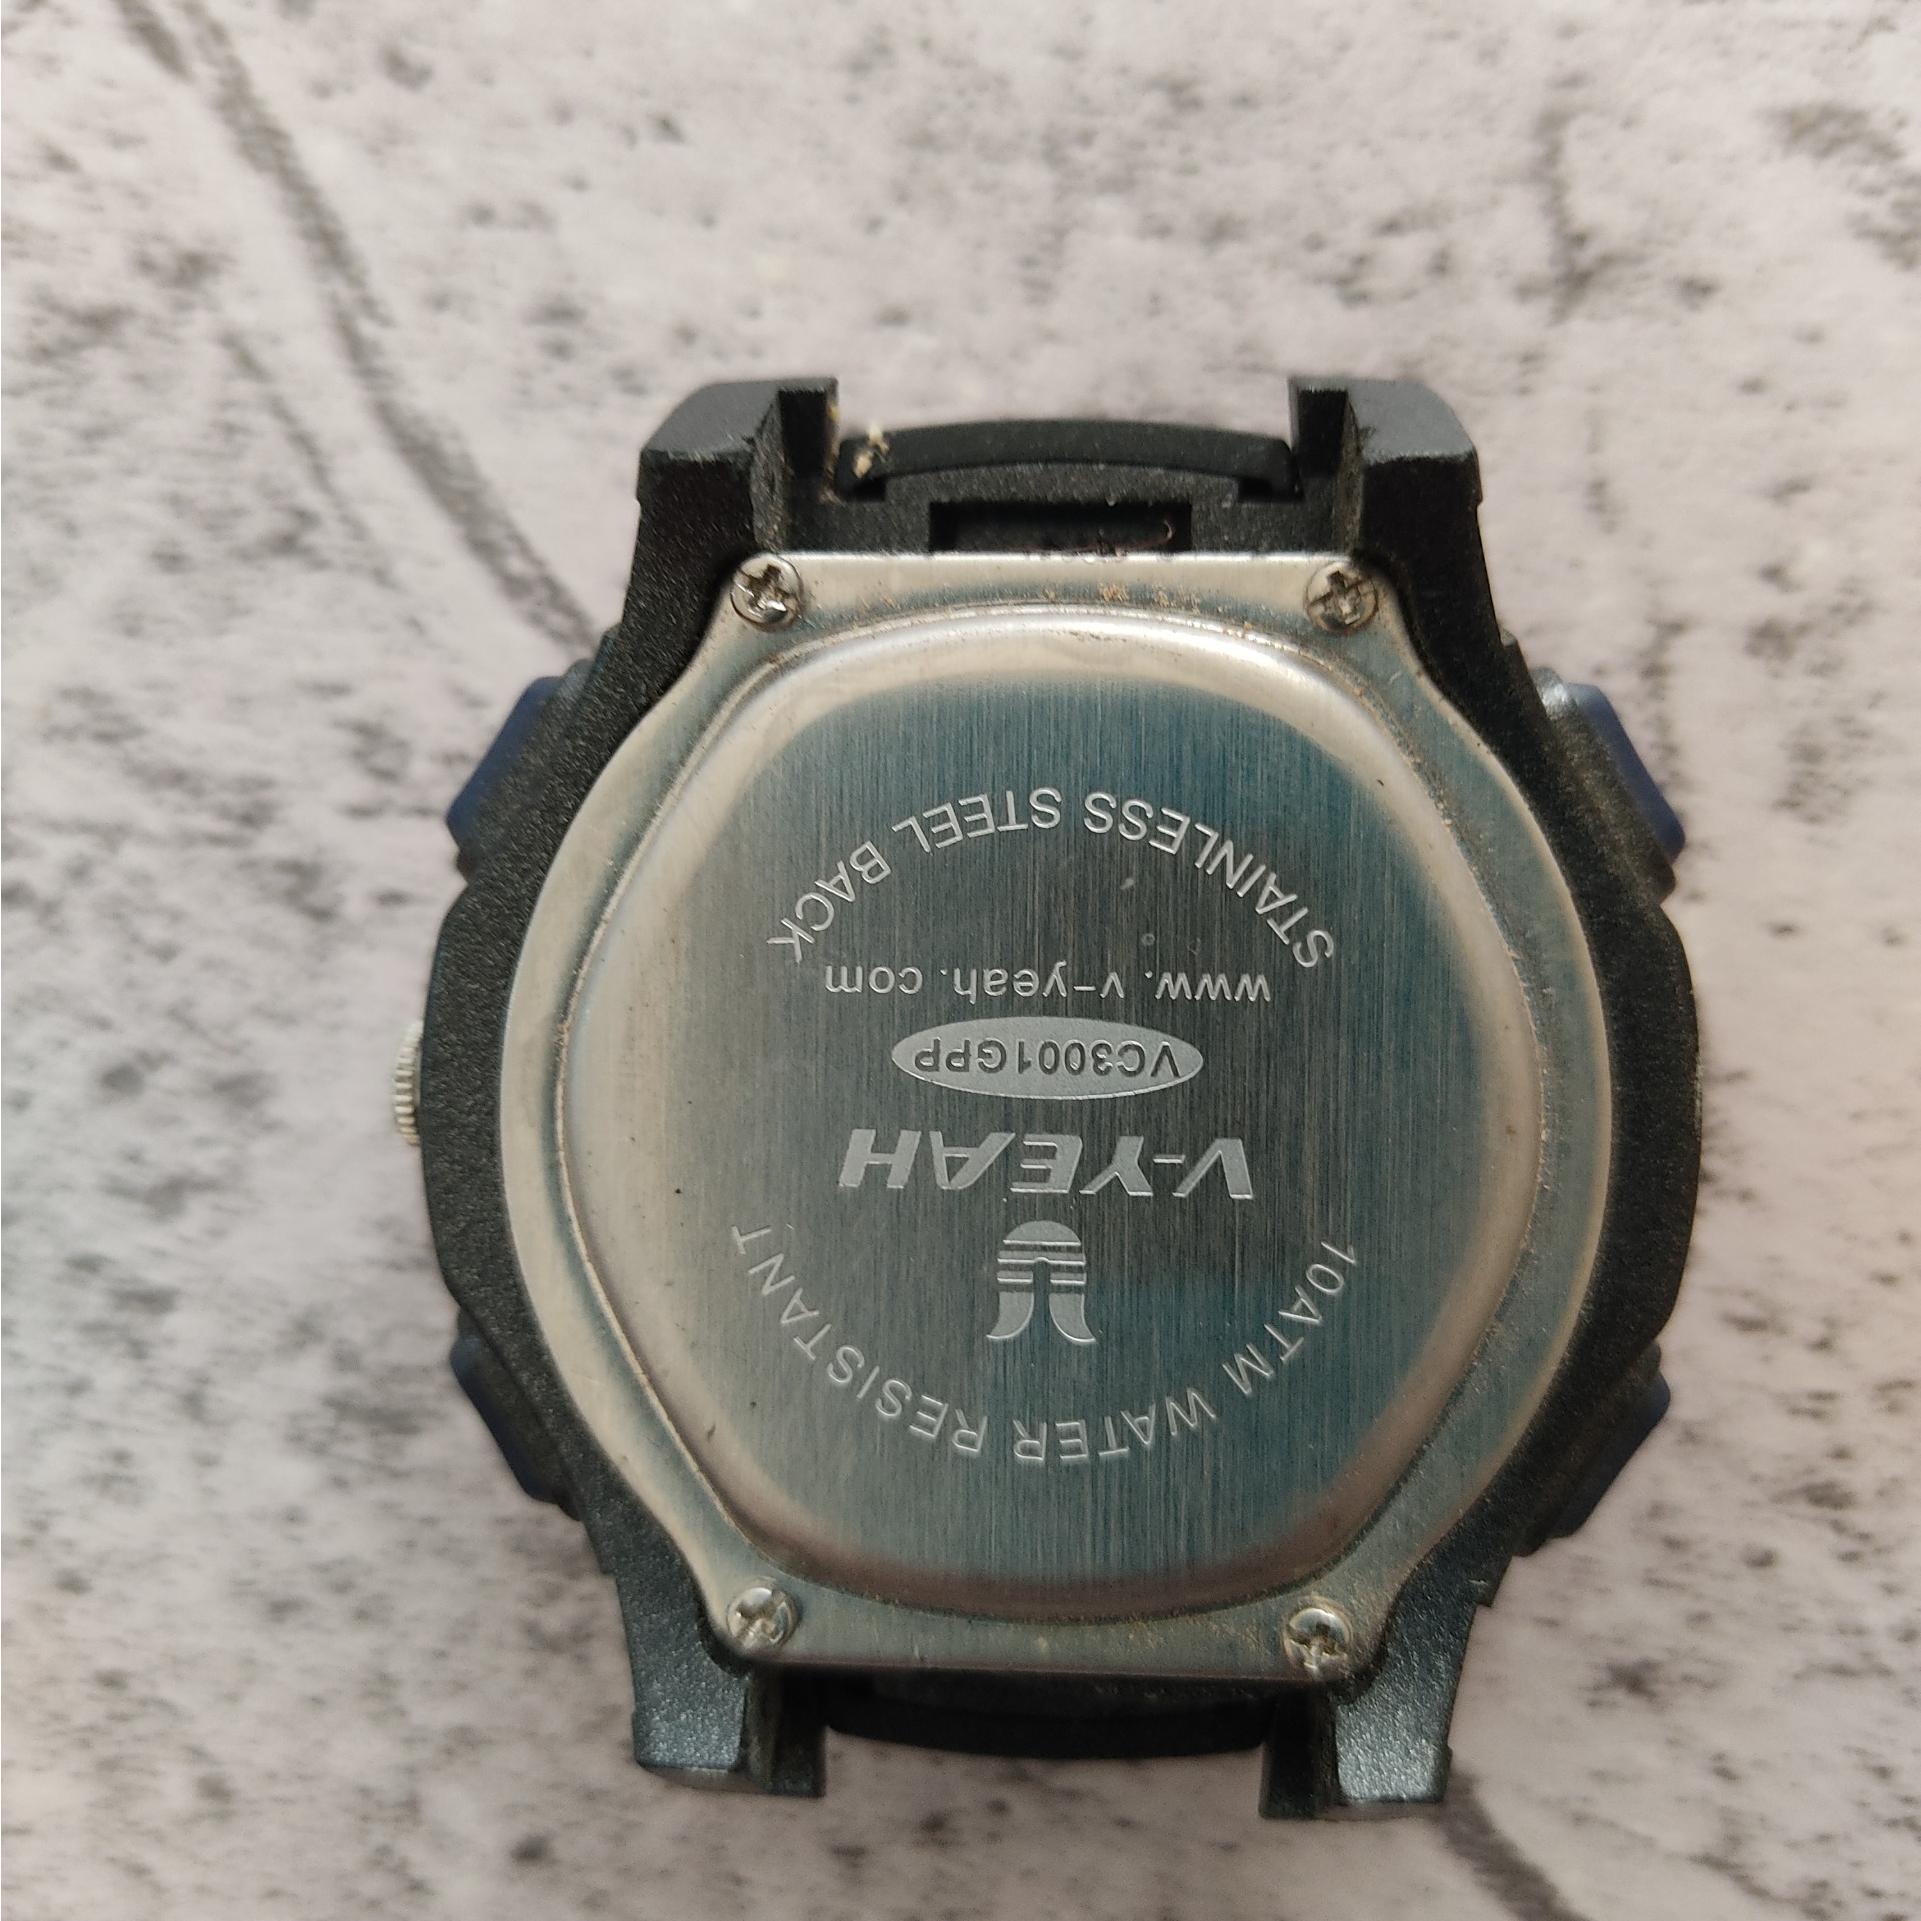 10ATM WATER RESISTANT
V-YEAH
VC3001GPP
www.v-yeah.com
STAINLESS STEEL BACK